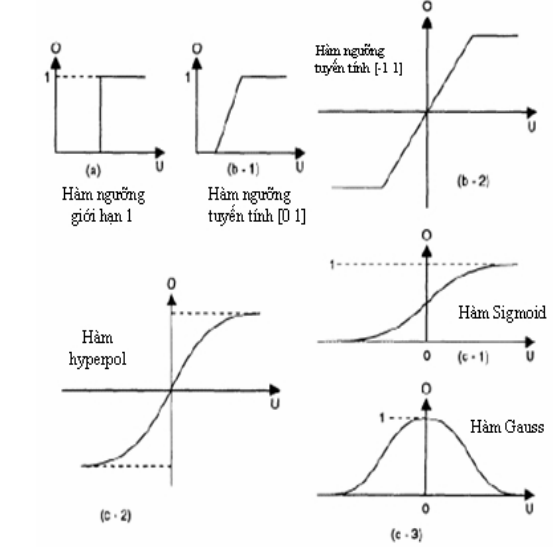 O
1
U
(a)
Hàm ngưỡng
giới hạn 1
O
1
U
(b - 1)
Hàm ngưỡng
tuyến tính [0 1]
Hàm ngưỡng
tuyến tính [-1 1]
O
U
(b - 2)
O
1
Hàm Sigmoid
0
(c - 1)
U
O
Hàm
hyperpol
U
(c - 2)
O
1
Hàm Gauss
0
U
(c - 3)